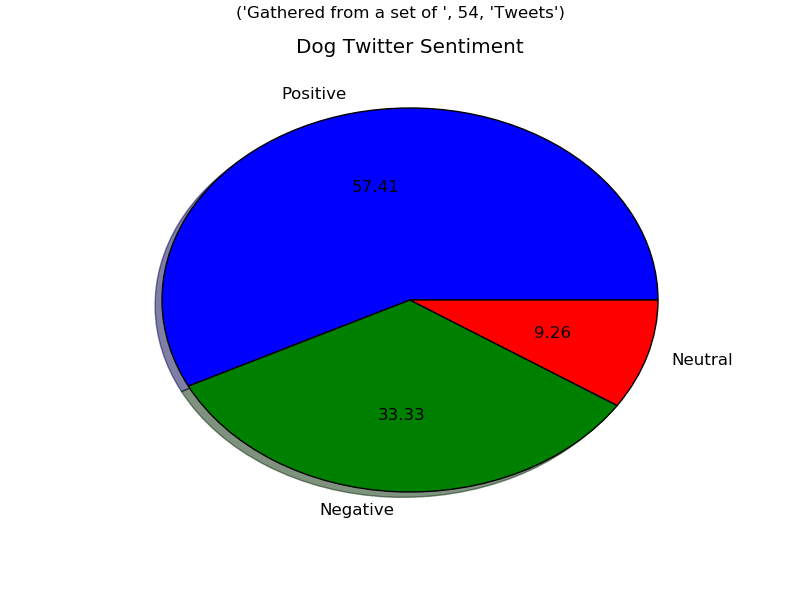 ('Gathered from a set of ', 54, 'Tweets')
Dog Twitter Sentiment
Positive
57.41
9.26
Neutral
33.33
Negative